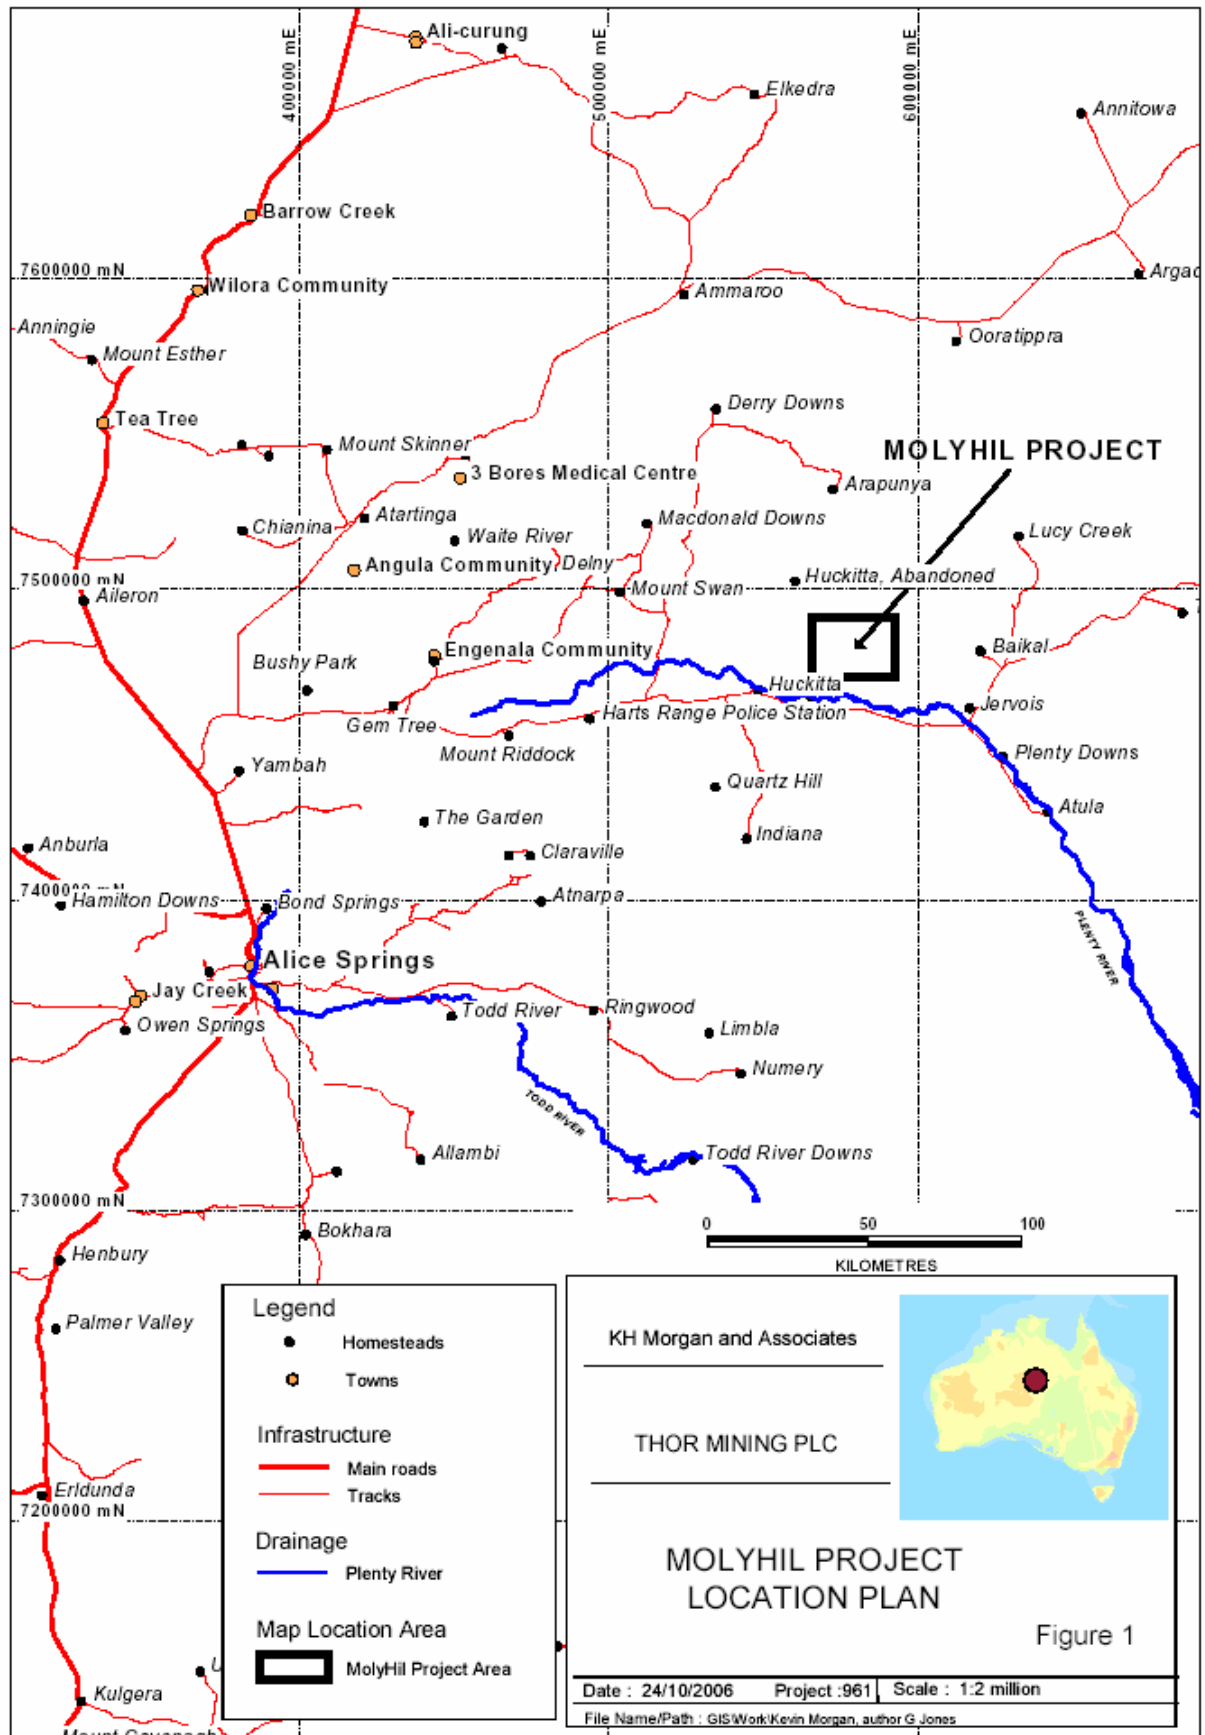 Ali-curung
400000 mE
500000 mE
600000 mE
Elkedra
Annitowa
Barrow Creek
7600000 mN
Wilora Community
Ammaroo
Argad
Anningie
Mount Esther
Ooratippra
Tea Tree
Derry Downs
Mount Skinner
MOLYHIL PROJECT
3 Bores Medical Centre
Arapunya
Atartinga
Macdonald Downs
Chianina
Waite River
Lucy Creek
Angula Community
Delny
7500000 mN
Huckitta, Abandoned
Aileron
Mount Swan
Engenala Community
Baikal
Bushy Park
Huckitta
Jervois
Gem Tree
Harts Range Police Station
Mount Riddock
Plenty Downs
Yambah
Quartz Hill
The Garden
Atula
Indiana
Anburla
Claraville
7400000 mN
Hamilton Downs
Bond Springs
Atnarpa
PLENTY RIVER
Alice Springs
Jay Creek
Todd River
Ringwood
Owen Springs
Limbla
Numery
TODD RIVER
Allambi
Todd River Downs
7300000 mN
Bokhara
0 50 100
KILOMETRES
Henbury
Legend
Homesteads
Towns
Infrastructure
Main roads
Tracks
Drainage
Plenty River
Map Location Area
MolyHil Project Area
Palmer Valley
Erldunda
7200000 mN
Kulgera
KH Morgan and Associates
THOR MINING PLC
MOLYHIL PROJECT
LOCATION PLAN
Figure 1
Date : 24/10/2006 Project :961 Scale : 1:2 million
File Name/Path : GIS\Work\Kevin Morgan, author G Jones